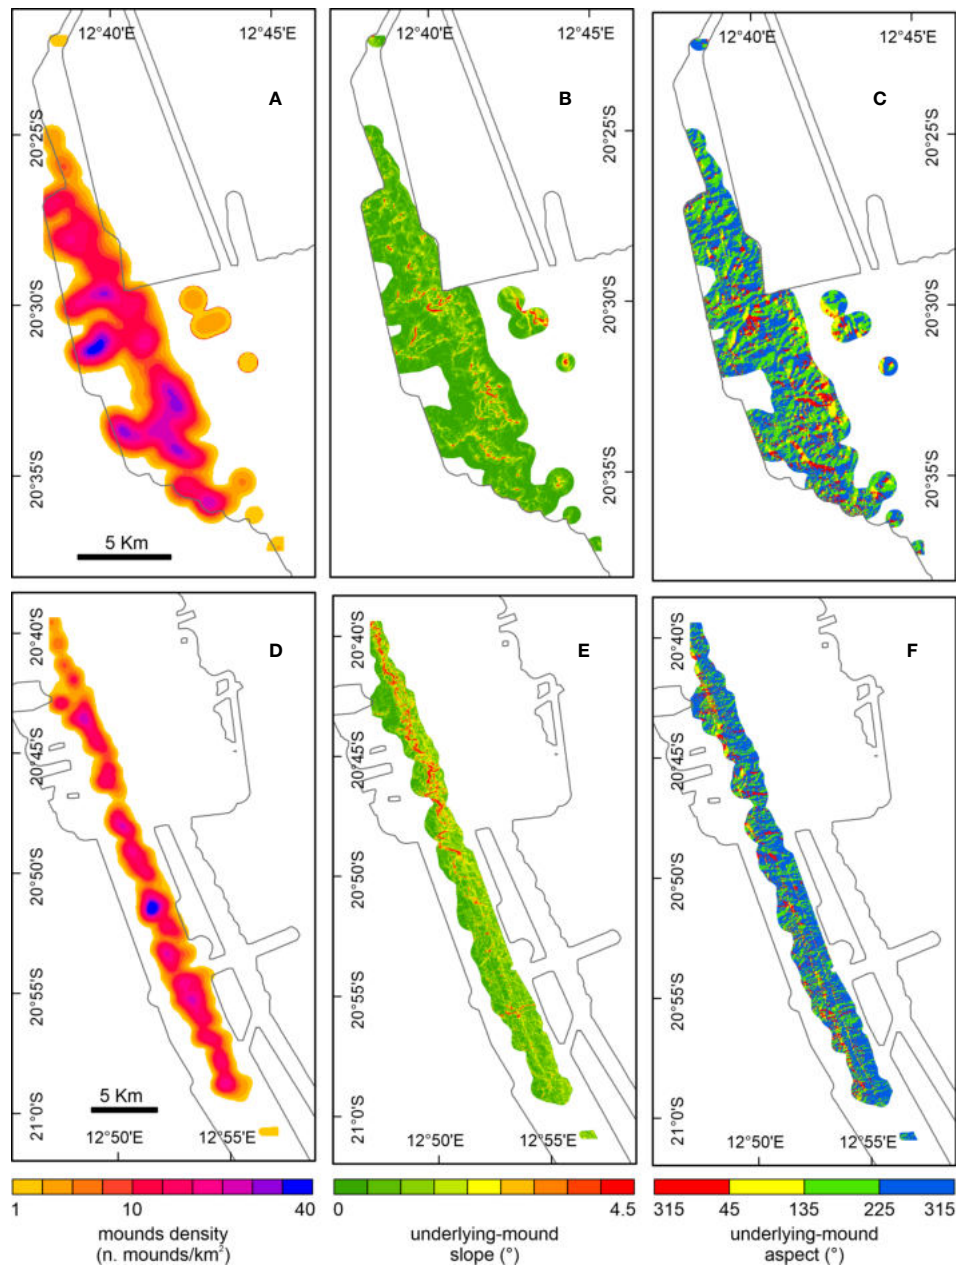 12°40'E 12°45'E
A
20°25'S
20°30'S
20°35'S
5 Km
12°40'E 12°45'E
B
20°25'S
20°30'S
20°35'S
12°40'E 12°45'E
C
20°25'S
20°30'S
20°35'S
20°40'S
D
20°45'S
20°50'S
20°55'S
21°0'S
5 Km
12°50'E 12°55'E
20°40'S
E
20°45'S
20°50'S
20°55'S
21°0'S
12°50'E 12°55'E
20°40'S
F
20°45'S
20°50'S
20°55'S
21°0'S
12°50'E 12°55'E
1 10 40
mounds density
(n. mounds/km²)
0 4.5
underlying-mound
slope (°)
315 45 135 225 315
underlying-mound
aspect (°)